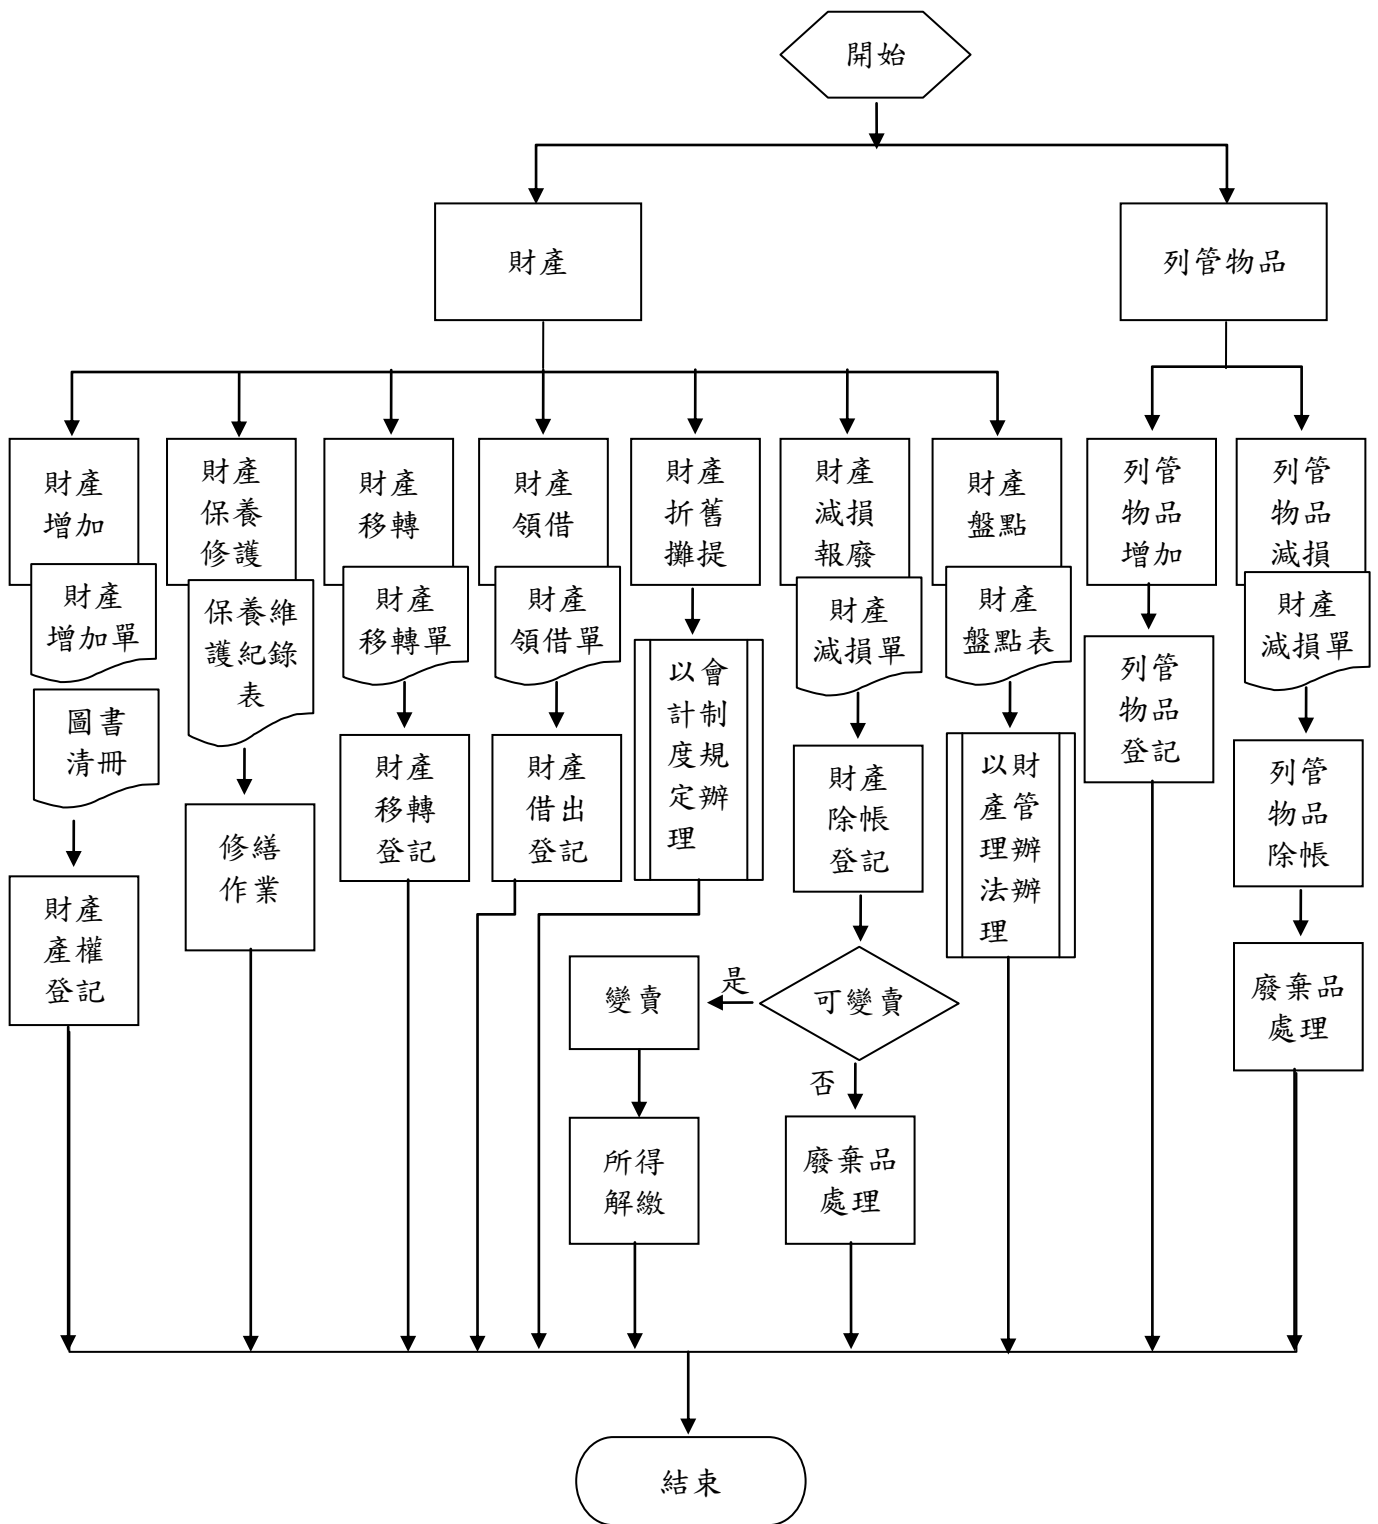 開始
財產
列管物品
財產
增加
財產
增加單
圖書
清冊
財產
產權
登記
財產
保養
修護
保養維
護紀錄
表
修繕
作業
財產
移轉
財產
移轉單
財產
移轉
登記
財產
領借
財產
領借單
財產
借出
登記
財產
折舊
攤提
以會
計制
度規
定辦
理
財產
減損
報廢
財產
減損單
財產
除帳
登記
可變賣
是
變賣
所得
解繳
否
廢棄品
處理
財產
盤點
財產
盤點表
以財
產管
理辦
法辦
理
列管
物品
增加
列管
物品
登記
列管
物品
減損
財產
減損單
列管
物品
除帳
廢棄品
處理
結束